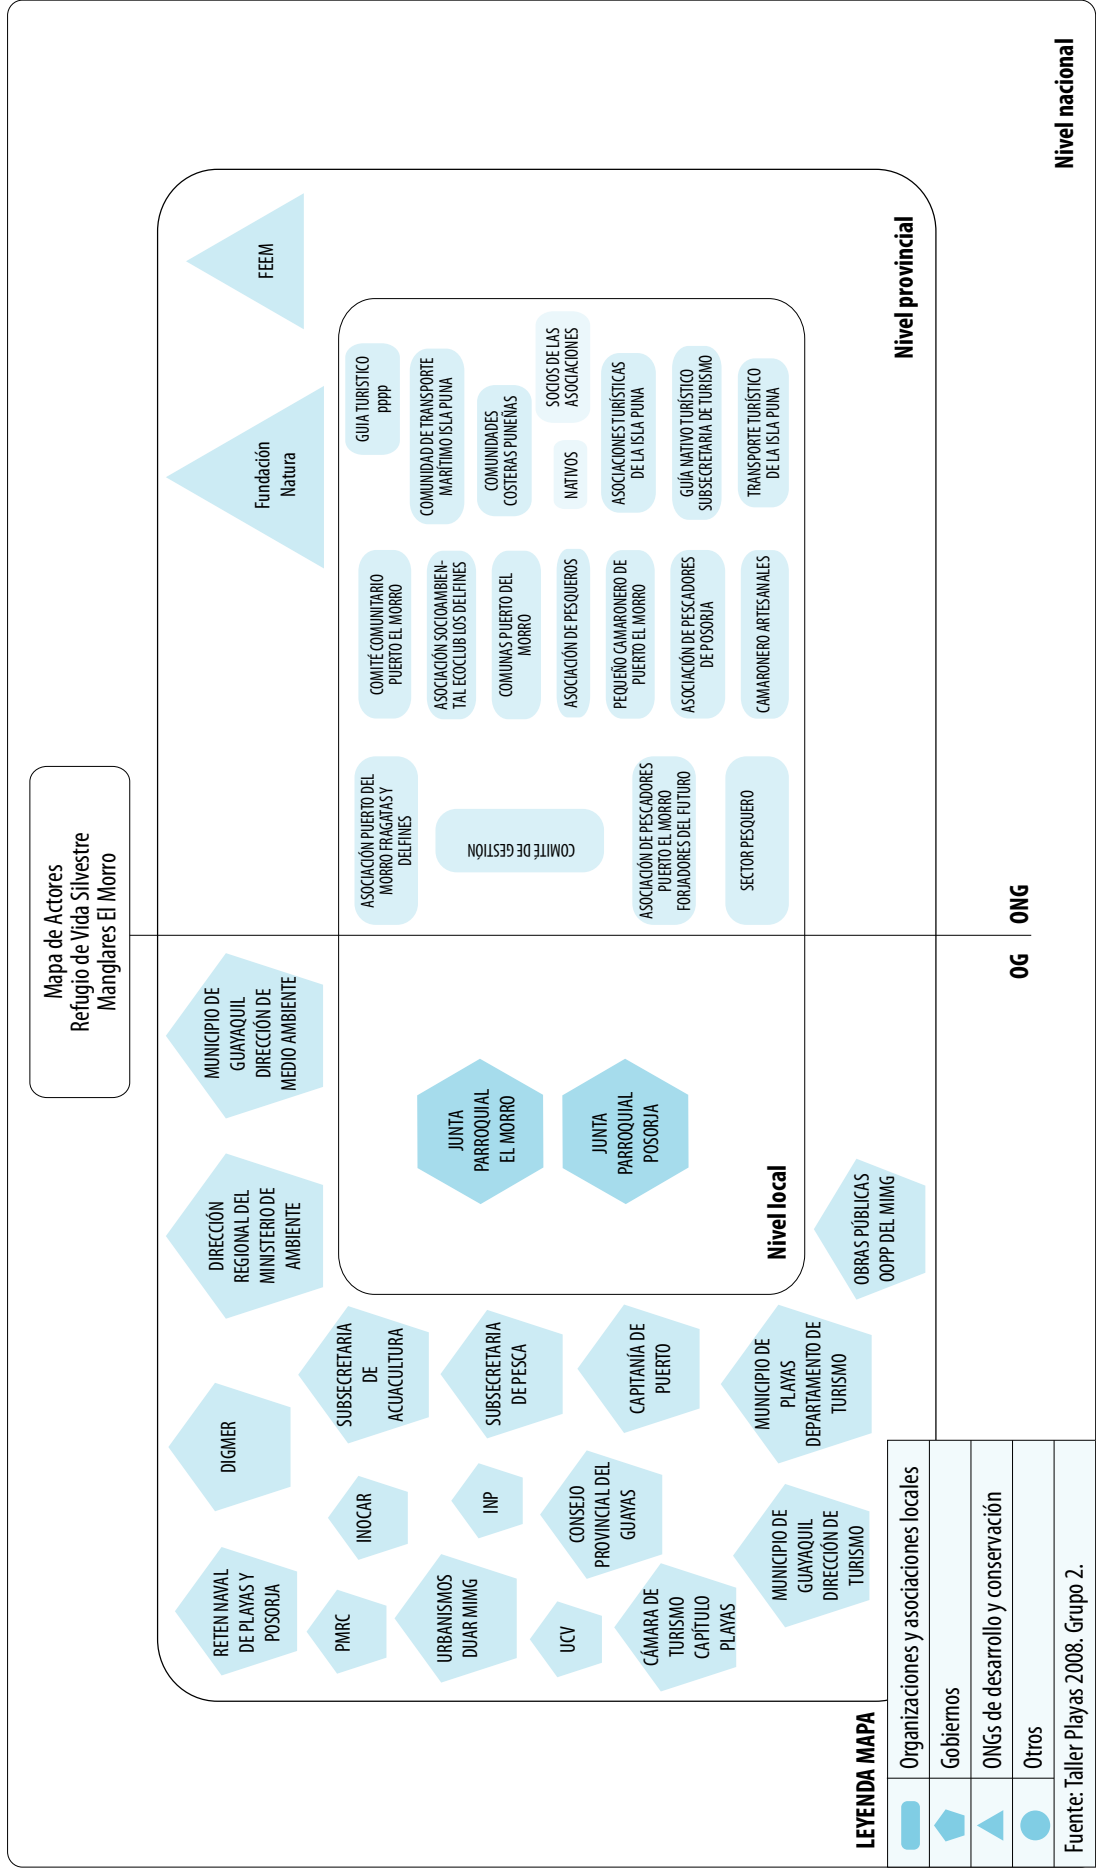 Mapa de Actores
Refugio de Vida Silvestre
Manglares El Morro
RETEN NAVAL
DE PLAYAS Y
POSORJA
DIGMER
DIRECCIÓN
REGIONAL DEL
MINISTERIO DE
AMBIENTE
MUNICIPIO DE
GUAYAQUIL
DIRECCIÓN DE
MEDIO AMBIENTE
PMRC
INOCAR
SUBSECRETARIA
DE
ACUACULTURA
URBANISMOS
DUAR MIMG
INP
SUBSECRETARIA
DE PESCA
UCV
CONSEJO
PROVINCIAL DEL
GUAYAS
CAPITANÍA DE
PUERTO
CÁMARA DE
TURISMO
CAPÍTULO
PLAYAS
MUNICIPIO DE
GUAYAQUIL
DIRECCIÓN DE
TURISMO
MUNICIPIO DE
PLAYAS
DEPARTAMENTO DE
TURISMO
OBRAS PÚBLICAS
OOPP DEL MIMG
JUNTA
PARROQUIAL
EL MORRO
JUNTA
PARROQUIAL
POSORJA
Nivel local
Fundación
Natura
FEEM
ASOCIACIÓN PUERTO DEL
MORRO FRAGATAS Y
DELFINES
COMITÉ DE GESTIÓN
ASOCIACIÓN DE PESCADORES
PUERTO EL MORRO
FORJADORES DEL FUTURO
SECTOR PESQUERO
COMITÉ COMUNITARIO
PUERTO EL MORRO
ASOCIACIÓN SOCIOAMBIEN-
TAL ECOCLUB LOS DELFINES
COMUNAS PUERTO DEL
MORRO
ASOCIACIÓN DE PESQUEROS
PEQUEÑO CAMARONERO DE
PUERTO EL MORRO
ASOCIACIÓN DE PESCADORES
DE POSORJA
CAMARONERO ARTESANALES
GUIA TURISTICO
PPPP
COMUNIDAD DE TRANSPORTE
MARÍTIMO ISLA PUNA
COMUNIDADES
COSTERAS PUNEÑAS
NATIVOS
SOCIOS DE LAS
ASOCIACIONES
ASOCIACIONES TURÍSTICAS
DE LA ISLA PUNA
GUÍA NATIVO TURÍSTICO
SUBSECRETARIA DE TURISMO
TRANSPORTE TURÍSTICO
DE LA ISLA PUNA
Nivel provincial
OG ONG
Nivel nacional
LEYENDA MAPA
Organizaciones y asociaciones locales
Gobiernos
ONGs de desarrollo y conservación
Otros
Fuente: Taller Playas 2008. Grupo 2.